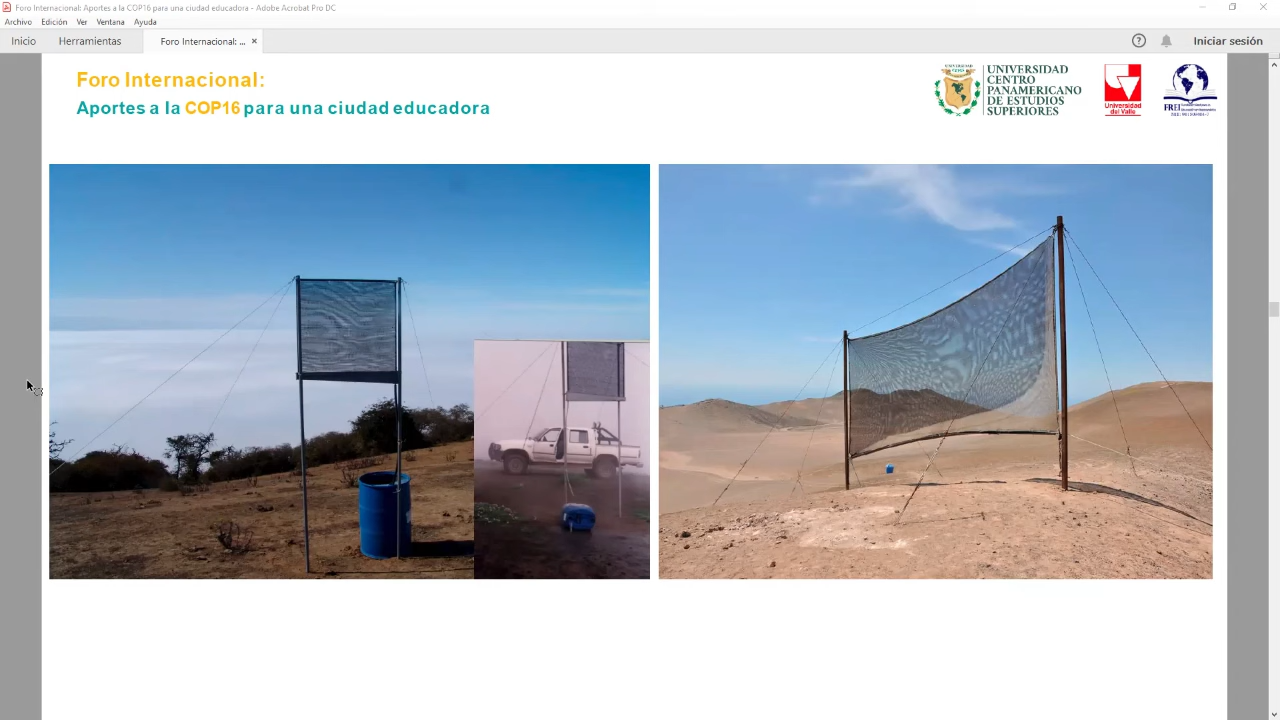 Foro Internacional: Aportes a la COP16 para una ciudad educadora - Adobe Acrobat Pro DC
Archivo Edición Ver Ventana Ayuda
Inicio Herramientas Foro Internacional: ... × Iniciar sesión
Foro Internacional:
Aportes a la COP16 para una ciudad educadora
UNIVERSIDAD
CENTRO
PANAMERICANO
DE ESTUDIOS
SUPERIORES
Universidad
del Valle
FREI